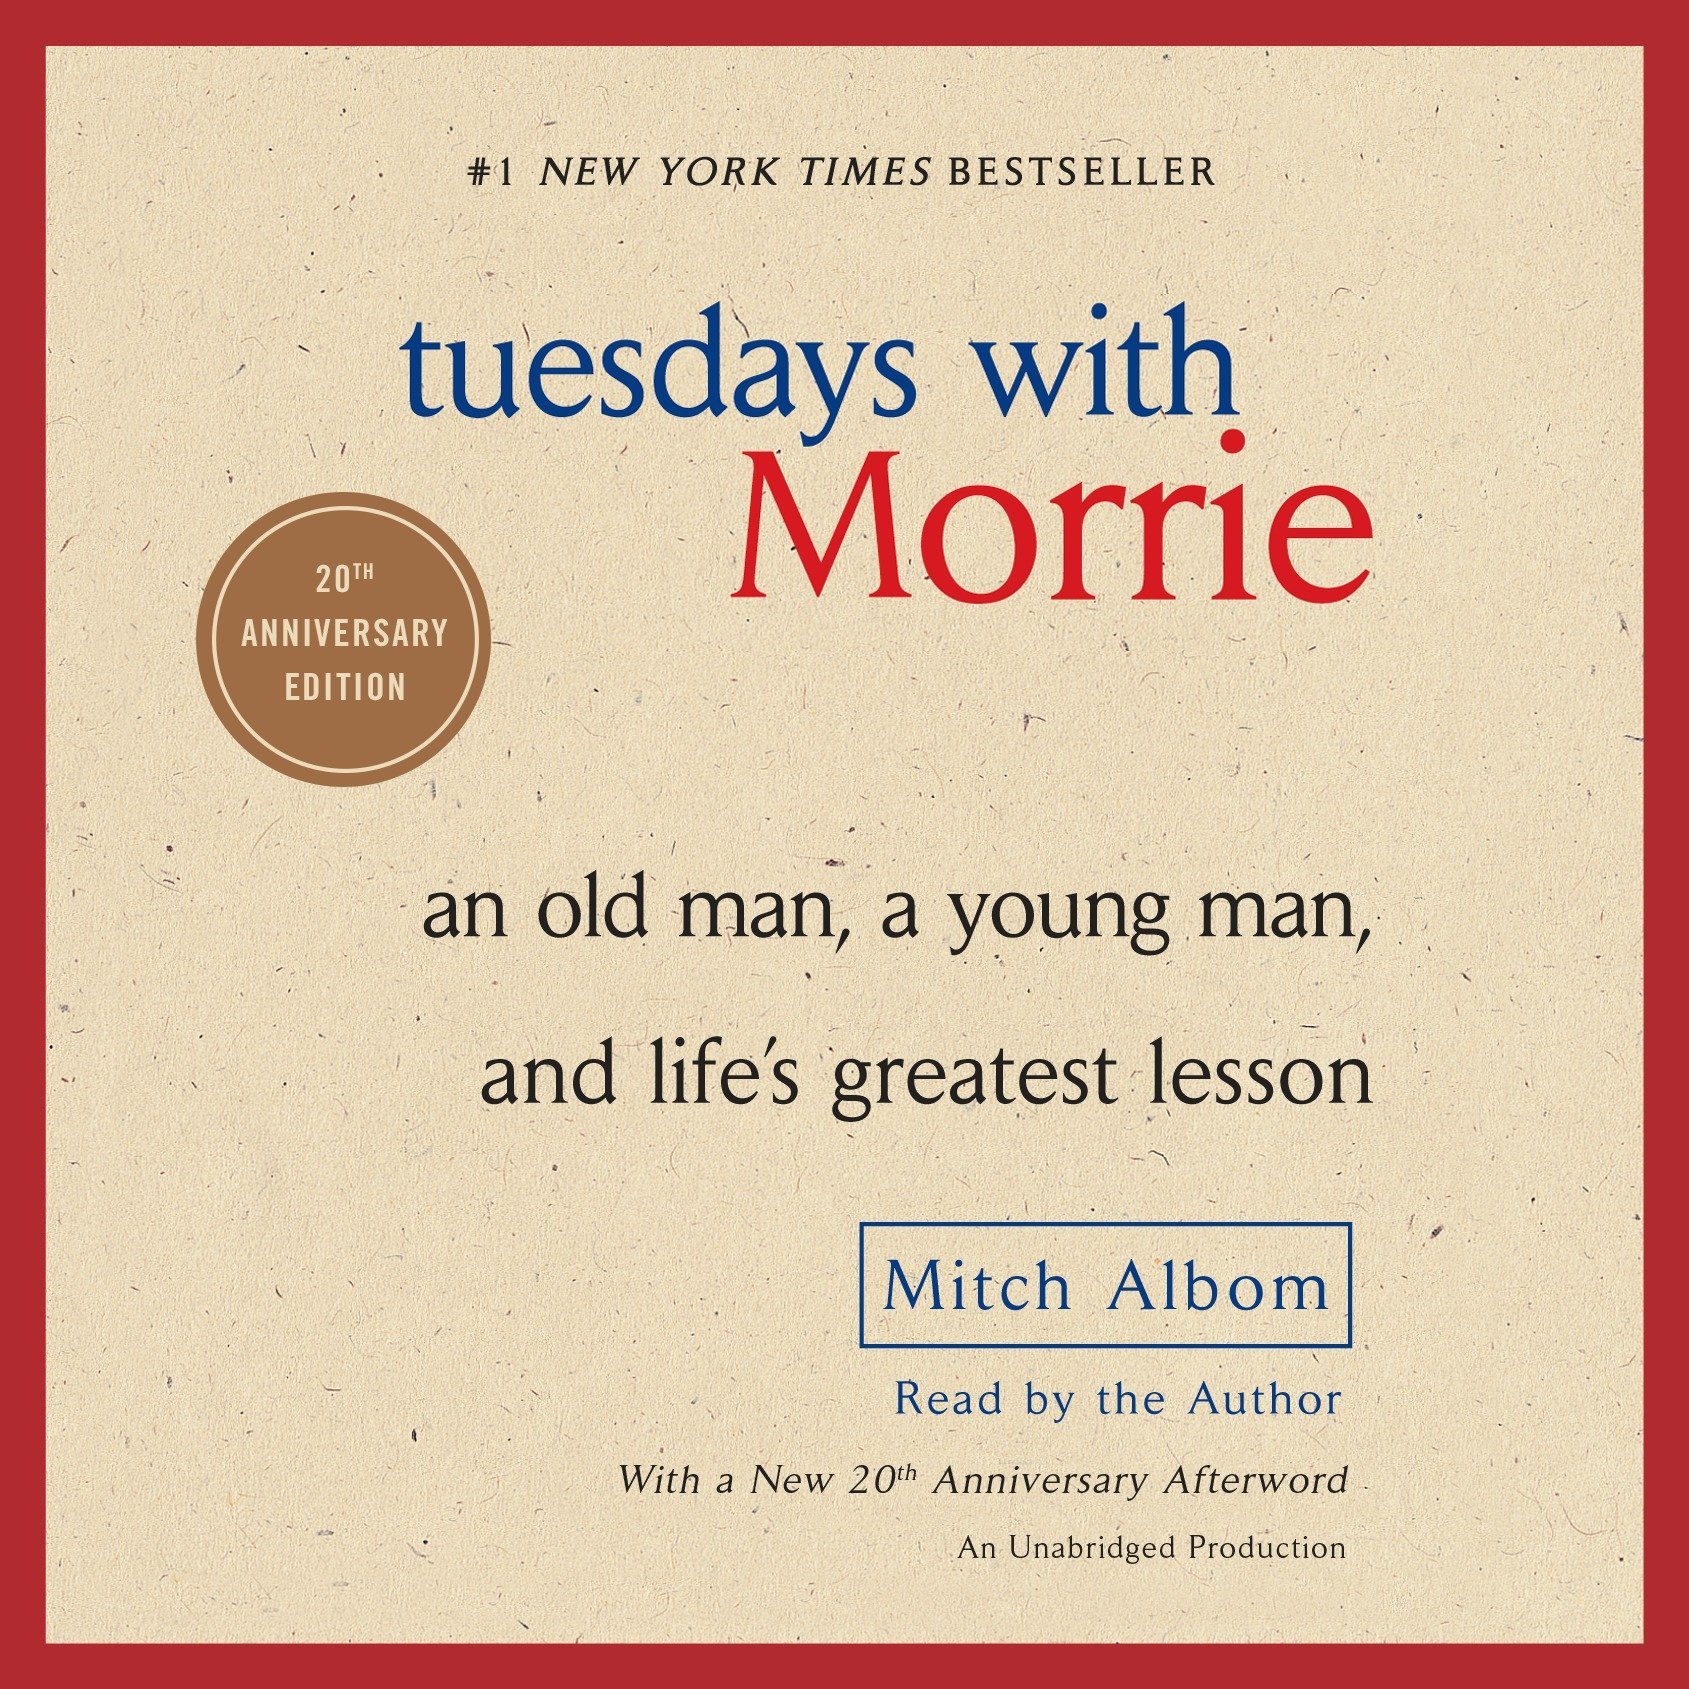 #1 NEW YORK TIMES BESTSELLER
tuesdays with
Morrie
20TH
ANNIVERSARY
EDITION
an old man, a young man,
and life's greatest lesson
Mitch Albom
Read by the Author
With a New 20th Anniversary Afterword
An Unabridged Production